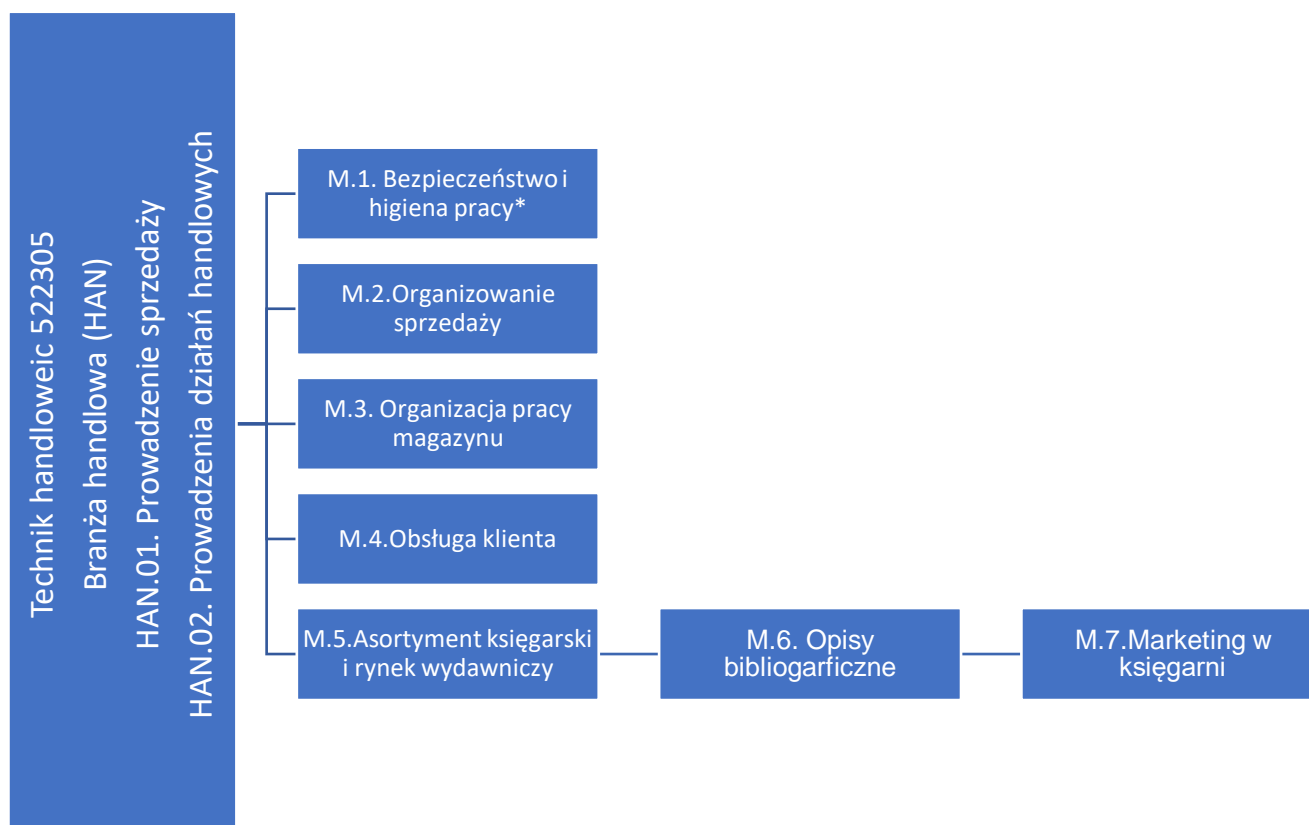 Technik handloweic 522305
Branża handlowa (HAN)
HAN.01. Prowadzenie sprzedaży
HAN.02. Prowadzenia działań handlowych
M.1. Bezpieczeństwo i
higiena pracy*
M.2.Organizowanie
sprzedaży
M.3. Organizacja pracy
magazynu
M.4.Obsługa klienta
M.5.Asortyment księgarski
i rynek wydawniczy
M.6. Opisy
bibliogarficzne
M.7.Marketing w
księgarni